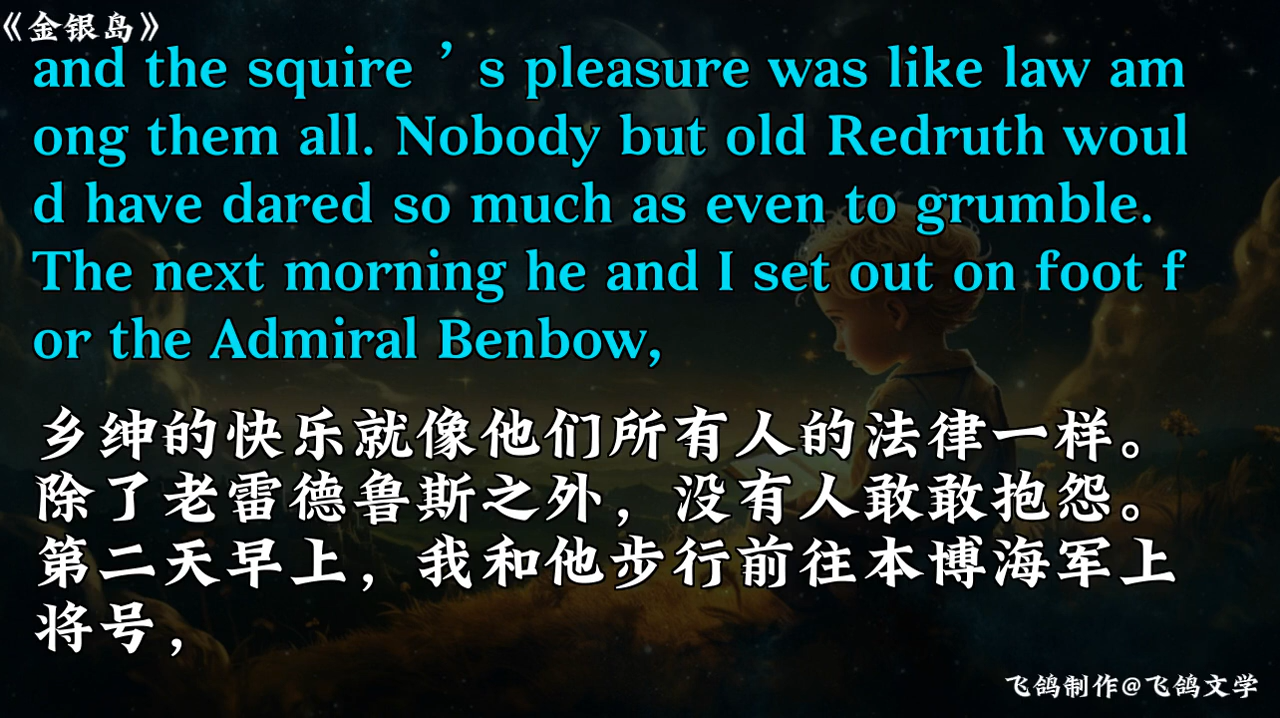 《金银岛》
and the squire ’ s pleasure was like law am
ong them all. Nobody but old Redruth woul
d have dared so much as even to grumble.
The next morning he and I set out on foot f
or the Admiral Benbow,
乡绅的快乐就像他们所有人的法律一样。
除了老雷德鲁斯之外，没有人敢敢抱怨。
第二天早上，我和他步行前往本博海军上
将号，
飞鸽制作@飞鸽文学